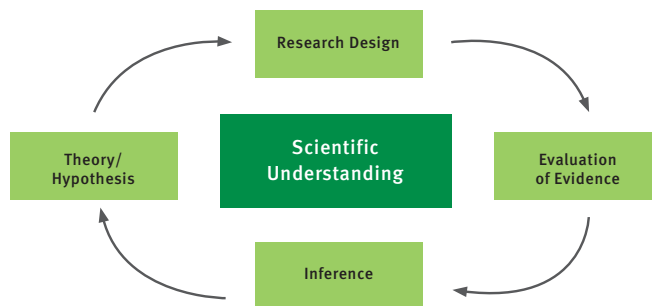 Research Design
Theory/
Hypothesis
Scientific
Understanding
Evaluation
of Evidence
Inference